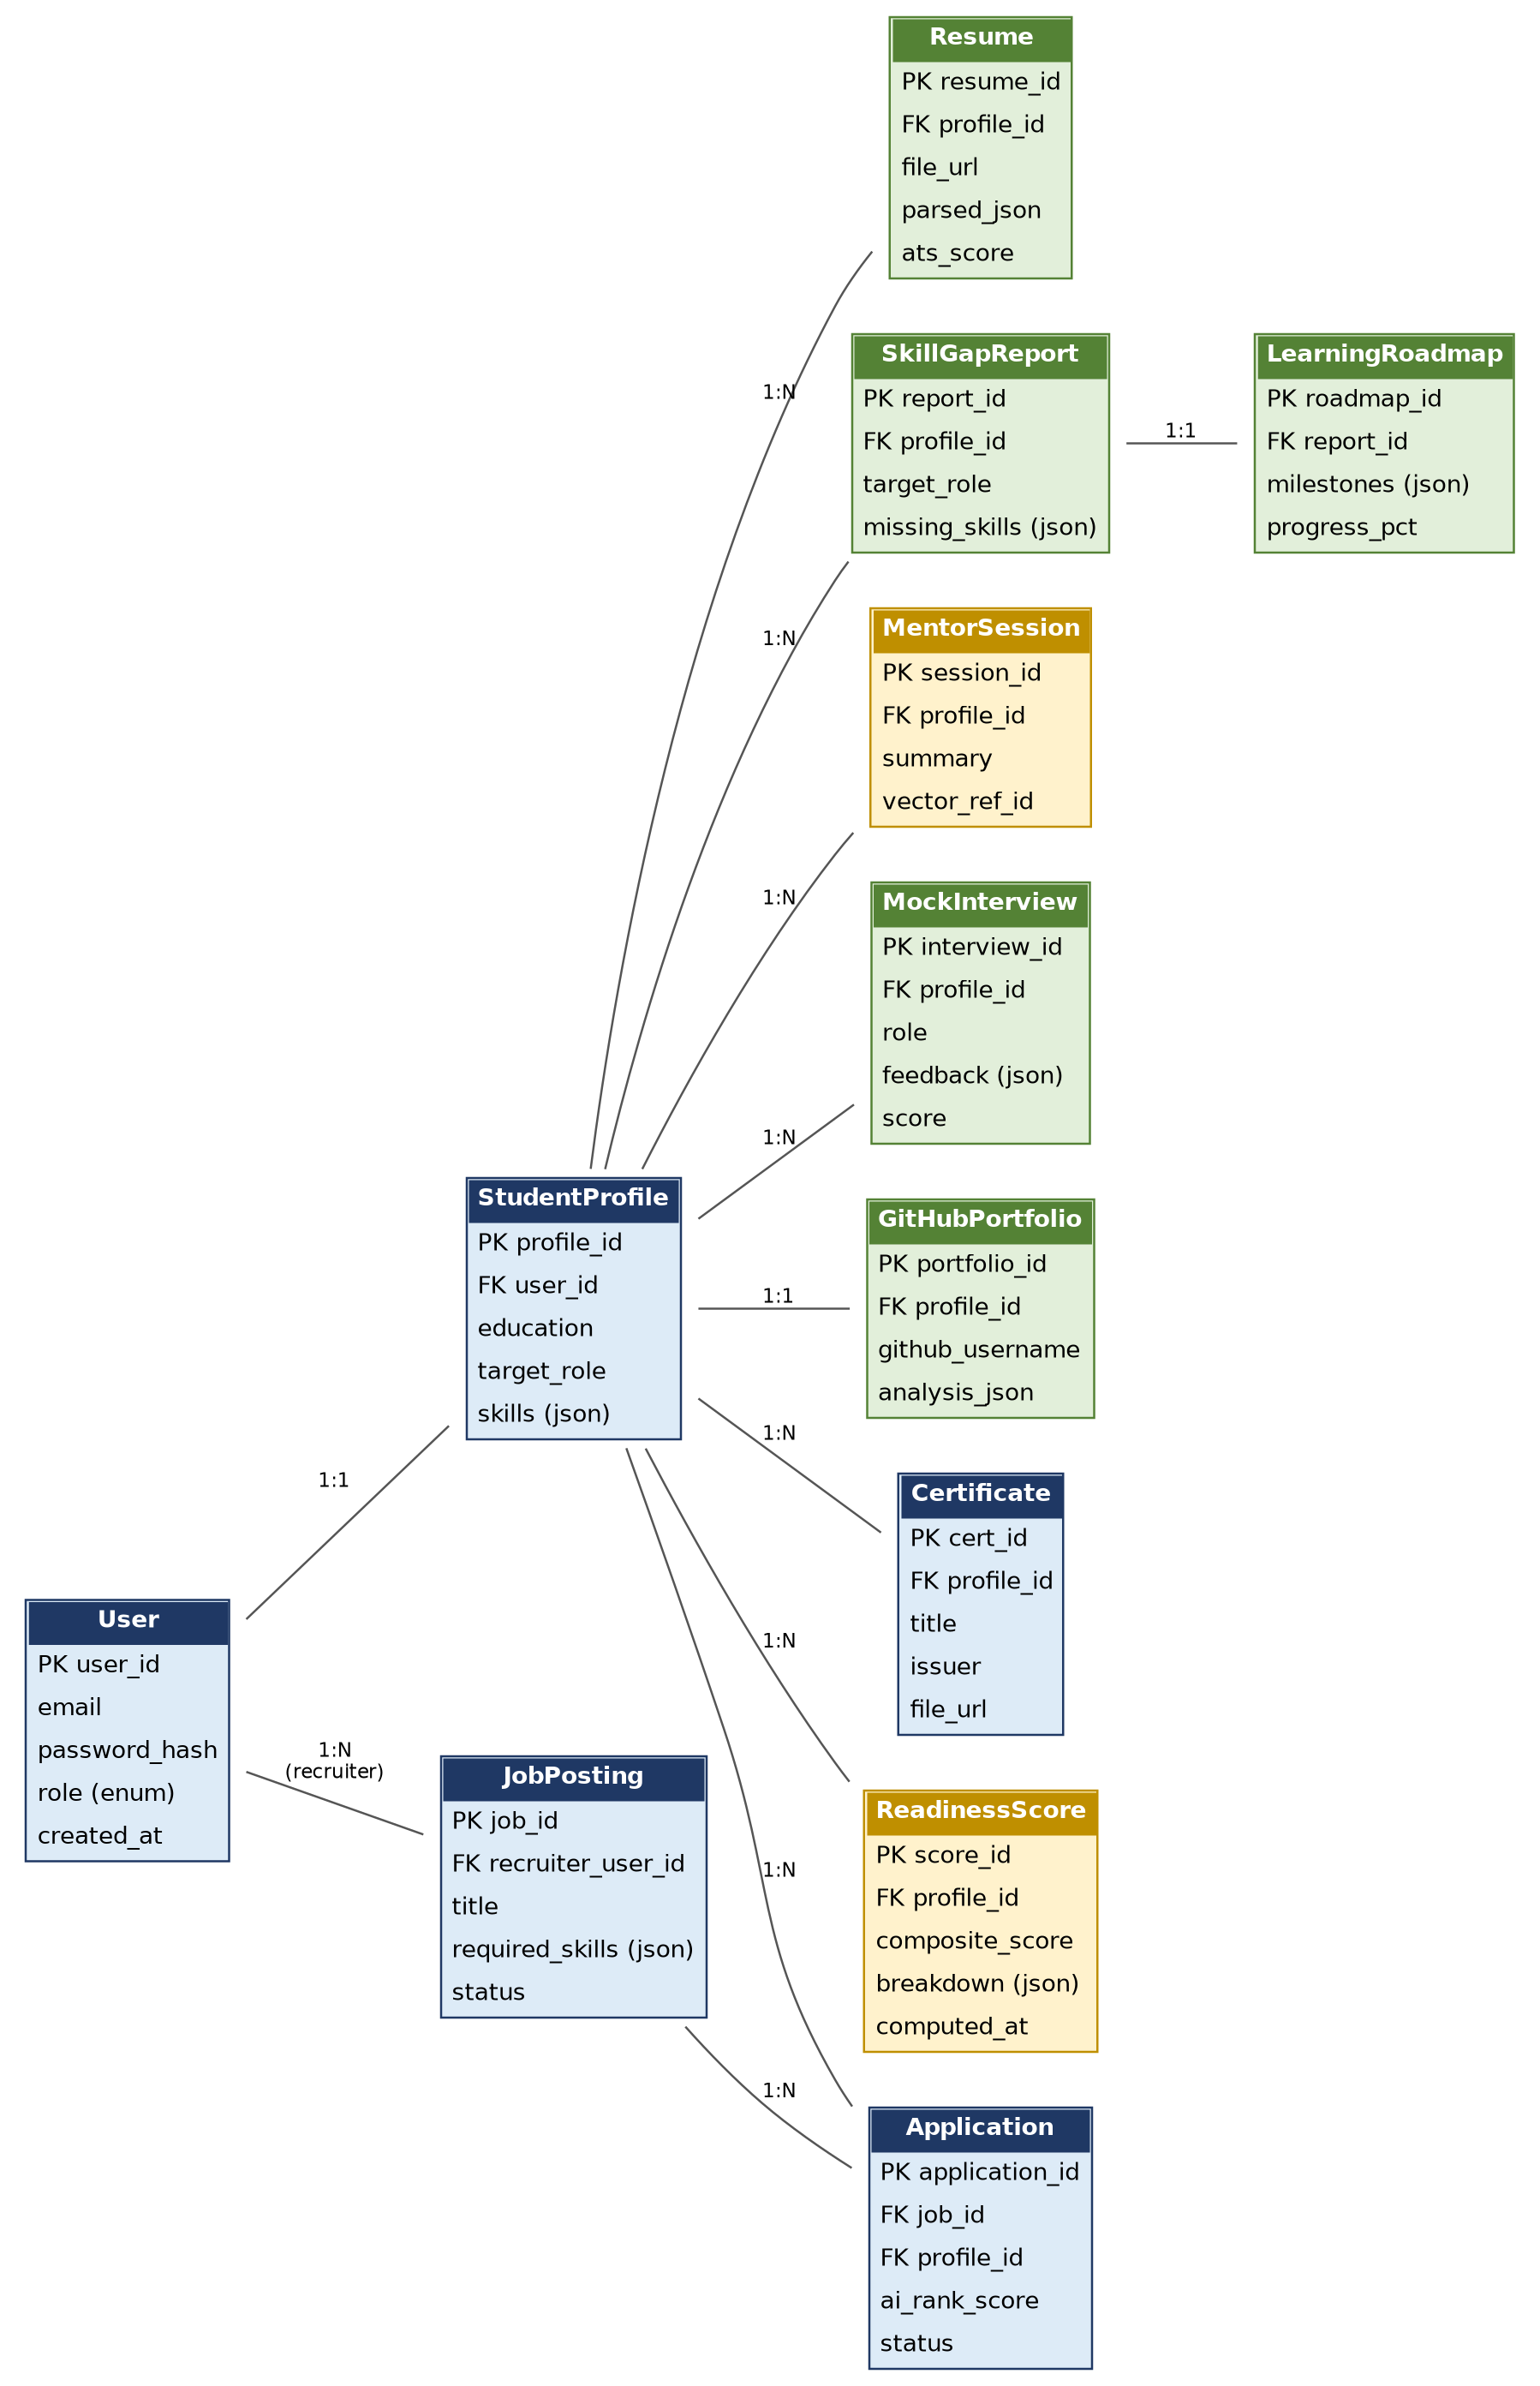 Resume
PK resume_id
FK profile_id
file_url
parsed_json
ats_score
1:N
SkillGapReport
PK report_id
FK profile_id
target_role
missing_skills (json)
1:1
LearningRoadmap
PK roadmap_id
FK report_id
milestones (json)
progress_pct
1:N
MentorSession
PK session_id
FK profile_id
summary
vector_ref_id
1:N
MockInterview
PK interview_id
FK profile_id
role
feedback (json)
score
1:N
StudentProfile
PK profile_id
FK user_id
education
target_role
skills (json)
1:1
GitHubPortfolio
PK portfolio_id
FK profile_id
github_username
analysis_json
1:N
Certificate
PK cert_id
FK profile_id
title
issuer
file_url
1:1
User
PK user_id
email
password_hash
role (enum)
created_at
1:N
(recruiter)
JobPosting
PK job_id
FK recruiter_user_id
title
required_skills (json)
status
1:N
ReadinessScore
PK score_id
FK profile_id
composite_score
breakdown (json)
computed_at
1:N
1:N
Application
PK application_id
FK job_id
FK profile_id
ai_rank_score
status